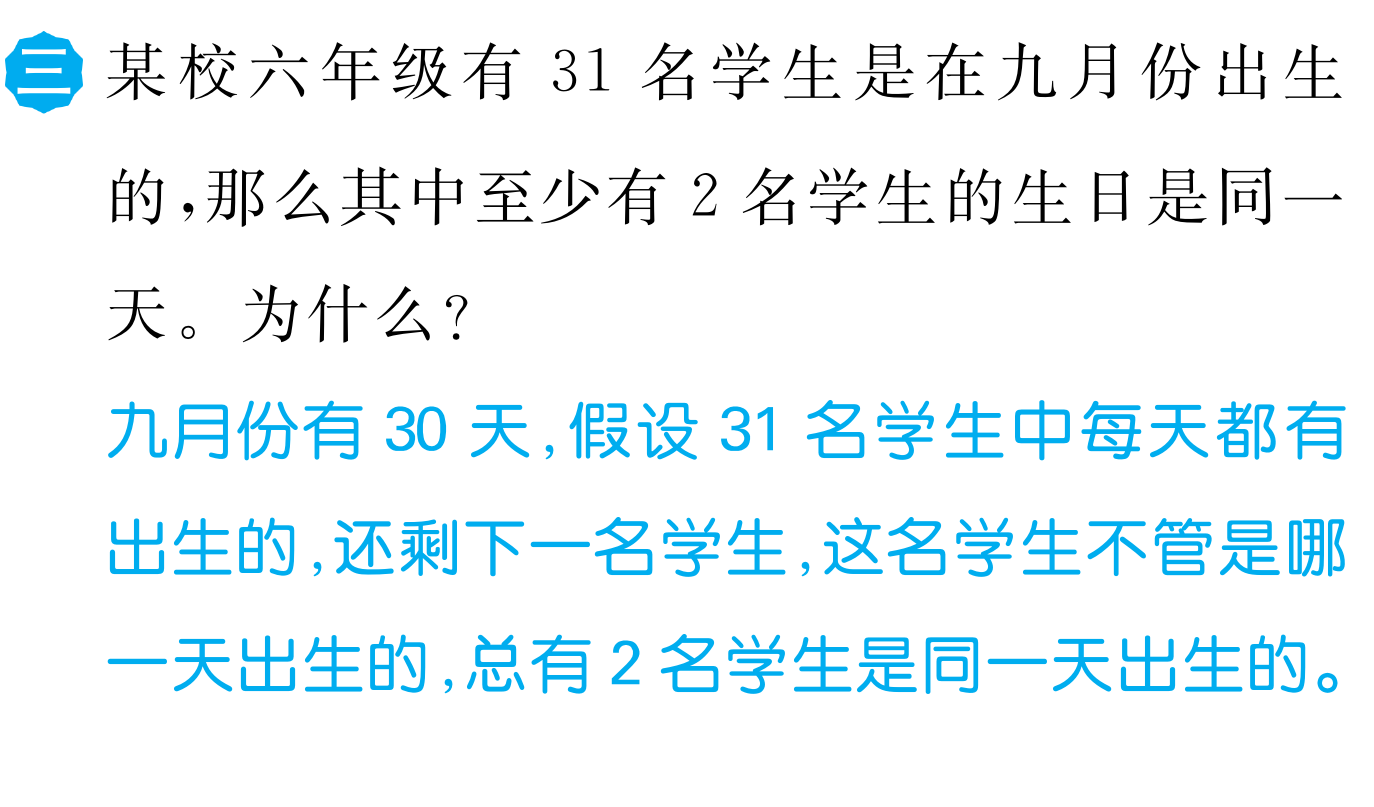 三 某校六年级有 31 名学生是在九月份出生
的,那么其中至少有 2 名学生的生日是同一
天。为什么?
九月份有 30 天,假设 31 名学生中每天都有
出生的,还剩下一名学生,这名学生不管是哪
一天出生的,总有 2 名学生是同一天出生的。